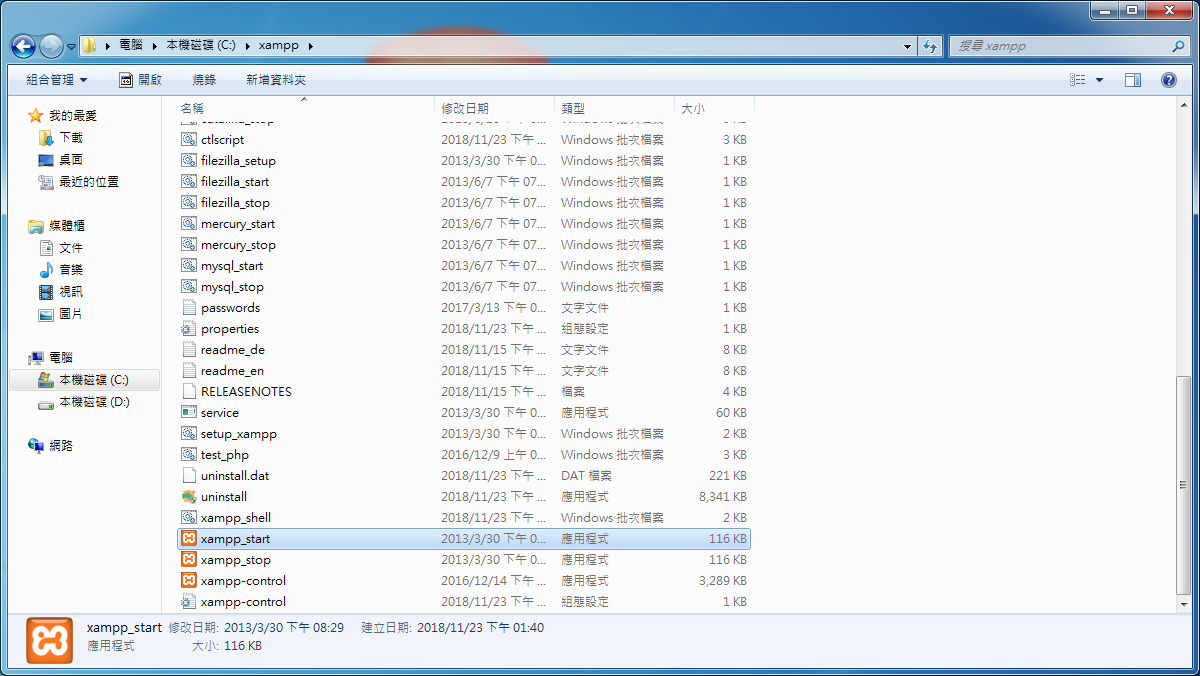 電腦 本機磁碟 (C:) xampp 搜尋 xampp
組合管理 開啟 燒錄 新增資料夾
我的最愛
下載
桌面
最近的位置
媒體櫃
文件
音樂
視訊
圖片
電腦
本機磁碟 (C:)
本機磁碟 (D:)
網路
名稱 修改日期 類型 大小
ctlscript 2018/11/23 下午 ... Windows 批次檔案 3 KB
filezilla_setup 2013/3/30 下午 0... Windows 批次檔案 1 KB
filezilla_start 2013/6/7 下午 07... Windows 批次檔案 1 KB
filezilla_stop 2013/6/7 下午 07... Windows 批次檔案 1 KB
mercury_start 2013/6/7 下午 07... Windows 批次檔案 1 KB
mercury_stop 2013/6/7 下午 07... Windows 批次檔案 1 KB
mysql_start 2013/6/7 下午 07... Windows 批次檔案 1 KB
mysql_stop 2013/6/7 下午 07... Windows 批次檔案 1 KB
passwords 2017/3/13 下午 0... 文字文件 1 KB
properties 2018/11/23 下午 ... 組態設定 1 KB
readme_de 2018/11/15 下午 ... 文字文件 8 KB
readme_en 2018/11/15 下午 ... 文字文件 8 KB
RELEASENOTES 2018/11/15 下午 ... 檔案 4 KB
service 2013/3/30 下午 0... 應用程式 60 KB
setup_xampp 2013/3/30 下午 0... Windows 批次檔案 2 KB
test_php 2016/12/9 上午 0... Windows 批次檔案 3 KB
uninstall.dat 2018/11/23 下午 ... DAT 檔案 221 KB
uninstall 2018/11/23 下午 ... 應用程式 8,341 KB
xampp_shell 2018/11/23 下午 ... Windows 批次檔案 2 KB
xampp_start 2013/3/30 下午 0... 應用程式 116 KB
xampp_stop 2013/3/30 下午 0... 應用程式 116 KB
xampp-control 2016/12/14 下午 ... 應用程式 3,289 KB
xampp-control 2018/11/23 下午 ... 組態設定 1 KB
xampp_start 修改日期: 2013/3/30 下午 08:29 建立日期: 2018/11/23 下午 01:40
應用程式 大小: 116 KB